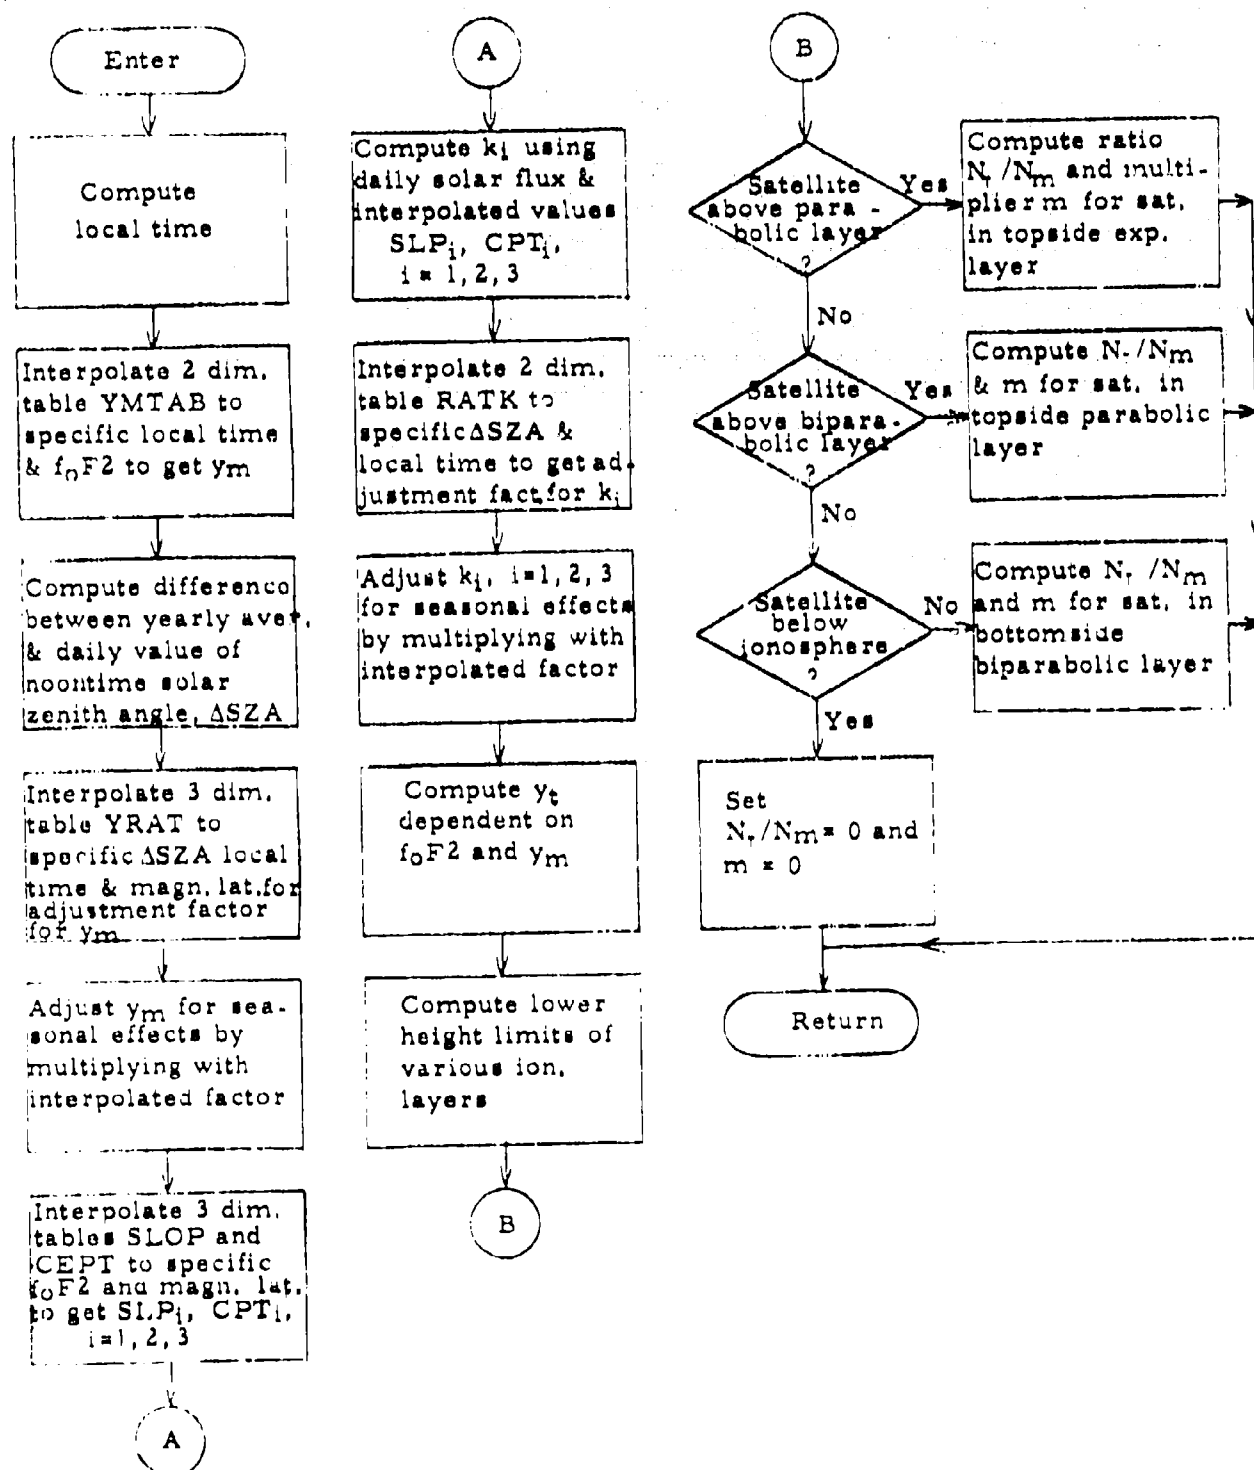 Enter
Compute
local time
Interpolate 2 dim.
table YMTAB to
specific local time
& foF2 to get ym
Compute difference
between yearly aver.
& daily value of
noontime solar
zenith angle, ΔSZA
Interpolate 3 dim.
table YRAT to
specific ΔSZA local
time & magn. lat. for
adjustment factor
for ym
Adjust ym for sea-
sonal effects by
multiplying with
interpolated factor
Interpolate 3 dim.
tables SLOP and
CEPT to specific
foF2 and magn. lat.
to get SLPi, CPTi,
i=1, 2, 3
A
A
Compute ki using
daily solar flux &
interpolated values
SLPi, CPTi,
i = 1, 2, 3
Interpolate 2 dim.
table RATK to
specific ΔSZA &
local time to get ad-
justment fact. for ki
Adjust ki, i=1, 2, 3
for seasonal effects
by multiplying with
interpolated factor
Compute yt
dependent on
foF2 and ym
Compute lower
height limits of
various ion.
layers
B
B
Satellite
above para-
bolic layer
?
Yes
No
Compute ratio
/Nm and multi-
plier m for sat.
in topside exp.
layer
Satellite
above bipara-
bolic layer
?
Yes
No
Compute /Nm
& m for sat. in
topside parabolic
layer
Satellite
below
ionosphere
?
No
Yes
Compute /Nm
and m for sat. in
bottomside
biparabolic layer
Set
/Nm = 0 and
m = 0
Return